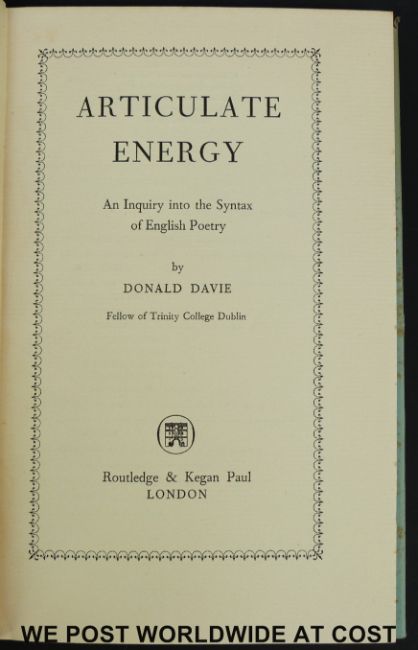 ARTICULATE
ENERGY
An Inquiry into the Syntax
of English Poetry
by
DONALD DAVIE
Fellow of Trinity College Dublin
Routledge & Kegan Paul
LONDON
WE POST WORLDWIDE AT COST